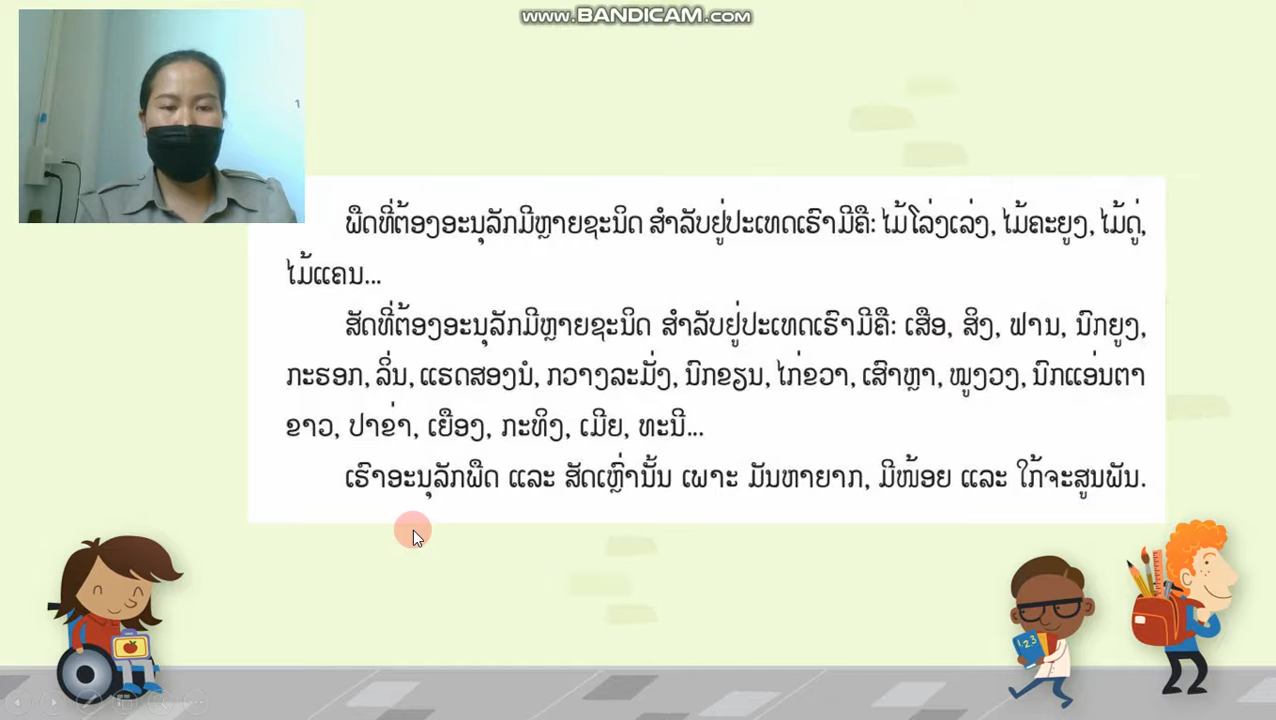 www.BANDICAM.com
ພືດທີ່ຕ້ອງອະນຸລັກມີຫຼາຍຊະນິດ ສຳລັບຢູ່ປະເທດເຮົາມີຄື: ໄມ້ໂລ່ງເລ່ງ, ໄມ້ຄະຍູງ, ໄມ້ດູ່,
ໄມ້ແຄນ...
ສັດທີ່ຕ້ອງອະນຸລັກມີຫຼາຍຊະນິດ ສຳລັບຢູ່ປະເທດເຮົາມີຄື: ເສືອ, ສິງ, ຟານ, ນົກຍູງ,
ກະຮອກ, ລິ່ນ, ແຮດສອງນໍ, ກວາງລະມັ່ງ, ນົກຂຽນ, ໄກ່ຂວາ, ເສົາຫຼາ, ໝູງວງ, ນົກແອ່ນຕາ
ຂາວ, ປາຂ່າ, ເຍືອງ, ກະທິງ, ເມີຍ, ທະນີ...
ເຮົາອະນຸລັກພືດ ແລະ ສັດເຫຼົ່ານັ້ນ ເພາະ ມັນຫາຍາກ, ມີໜ້ອຍ ແລະ ໃກ້ຈະສູນພັນ.
1 2 3